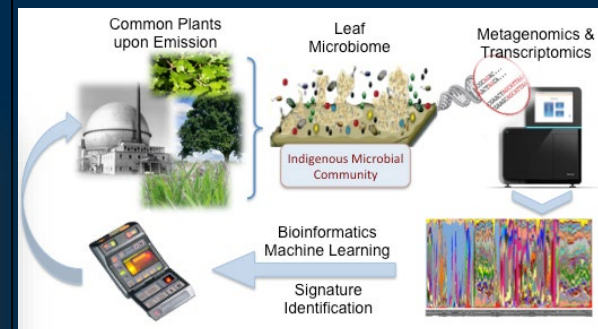 Common Plants
upon Emission
Leaf
Microbiome
Metagenomics &
Transcriptomics
Indigenous Microbial
Community
Bioinformatics
Machine Learning
Signature
Identification